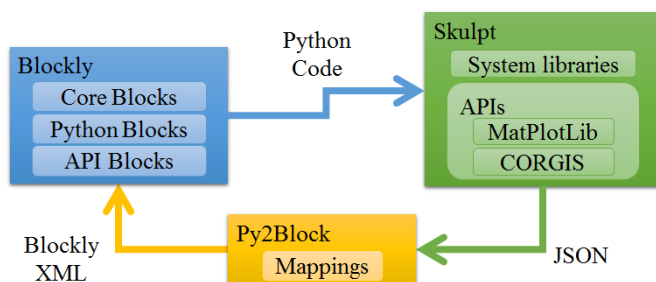 Blockly
Core Blocks
Python Blocks
API Blocks
Python
Code
Skulpt
System libraries
APIs
MatPlotLib
CORGIS
Blockly
XML
Py2Block
Mappings
JSON